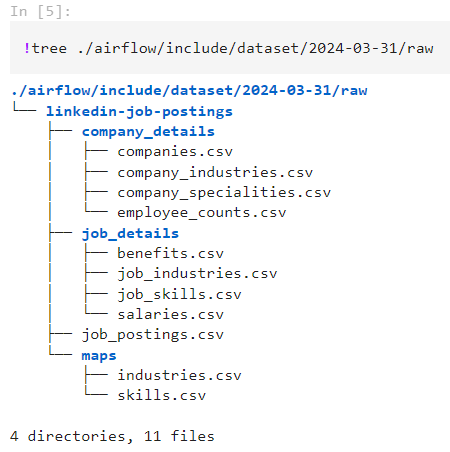 In [5]:
!tree ./airflow/include/dataset/2024-03-31/raw
./airflow/include/dataset/2024-03-31/raw
└── linkedin-job-postings
    ├── company_details
    │   ├── companies.csv
    │   ├── company_industries.csv
    │   ├── company_specialities.csv
    │   └── employee_counts.csv
    ├── job_details
    │   ├── benefits.csv
    │   ├── job_industries.csv
    │   ├── job_skills.csv
    │   └── salaries.csv
    ├── job_postings.csv
    └── maps
        ├── industries.csv
        └── skills.csv
4 directories, 11 files